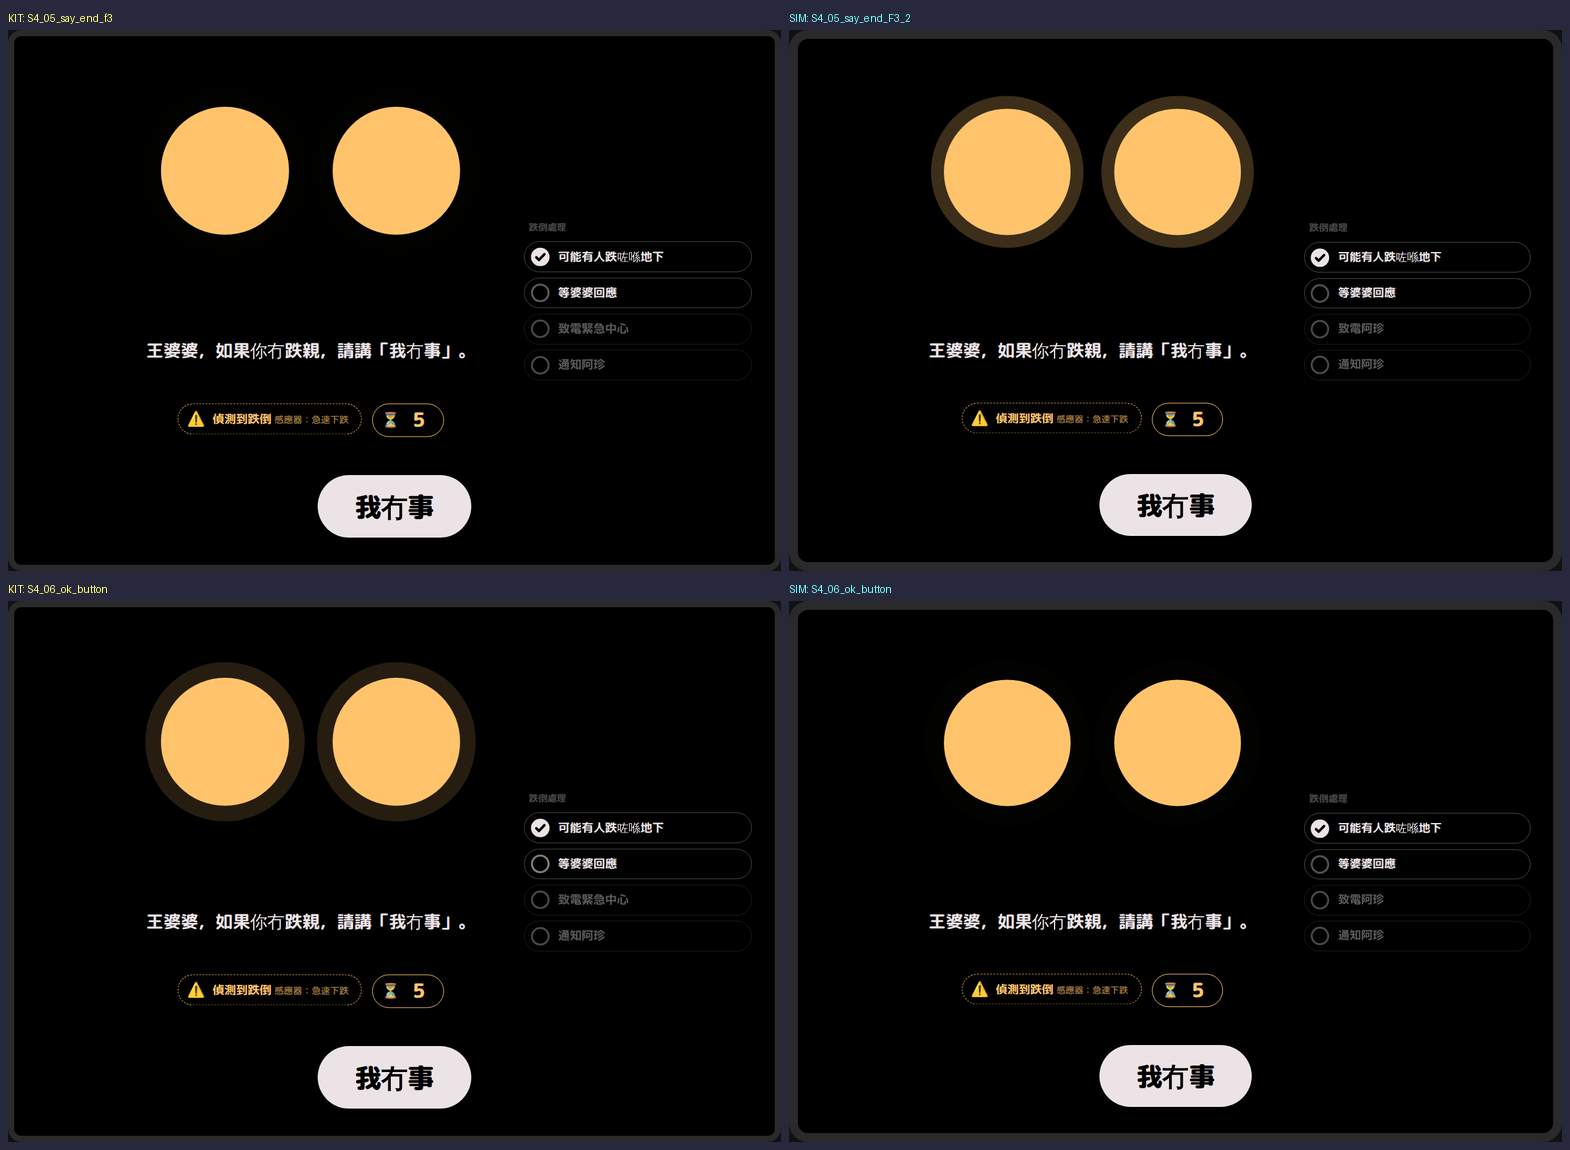 KIT: S4_05_say_end_f3
跌倒處理
可能有人跌咗喺地下
等婆婆回應
致電緊急中心
通知阿珍
王婆婆，如果你冇跌親，請講「我冇事」。
⚠️ 偵測到跌倒 感應器：急速下跌
⏳ 5
我冇事
SIM: S4_05_say_end_F3_2
跌倒處理
可能有人跌咗喺地下
等婆婆回應
致電阿珍
通知阿珍
王婆婆，如果你冇跌親，請講「我冇事」。
⚠️ 偵測到跌倒 感應器：急速下跌
⏳ 5
我冇事
KIT: S4_06_ok_button
跌倒處理
可能有人跌咗喺地下
等婆婆回應
致電緊急中心
通知阿珍
王婆婆，如果你冇跌親，請講「我冇事」。
⚠️ 偵測到跌倒 感應器：急速下跌
⏳ 5
我冇事
SIM: S4_06_ok_button
跌倒處理
可能有人跌咗喺地下
等婆婆回應
致電阿珍
通知阿珍
王婆婆，如果你冇跌親，請講「我冇事」。
⚠️ 偵測到跌倒 感應器：急速下跌
⏳ 5
我冇事